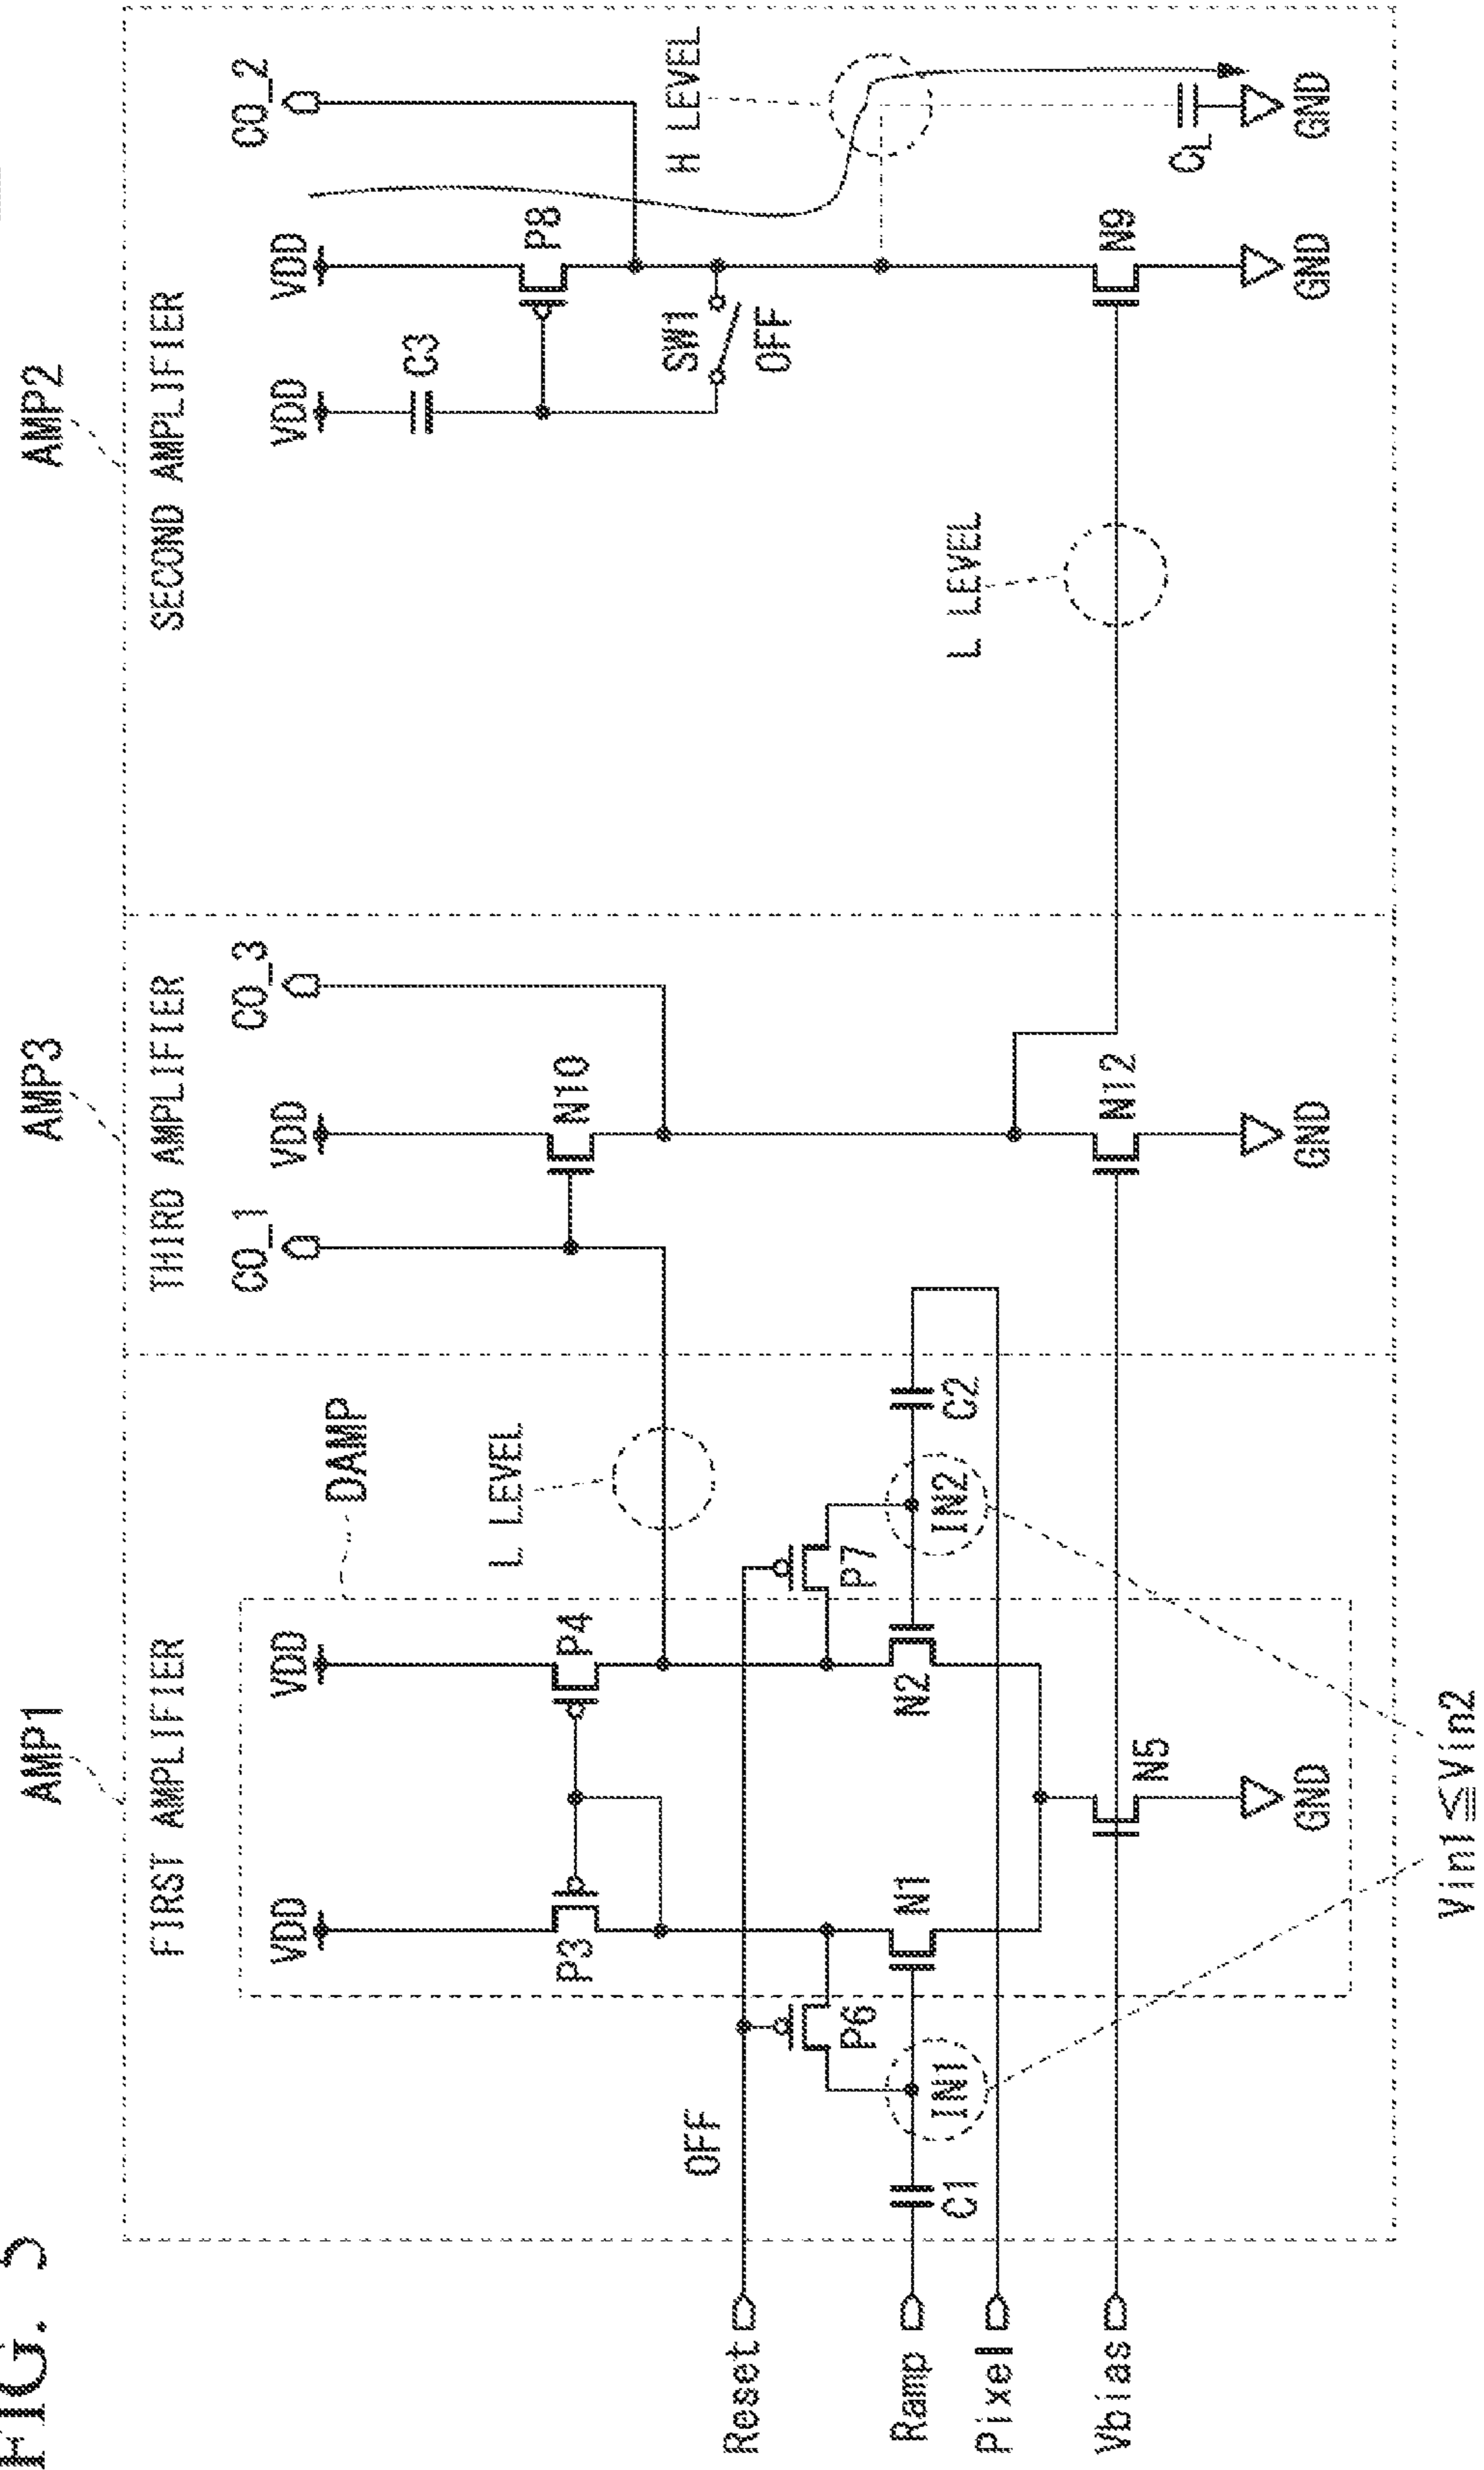 FIG. 5
AMP1
AMP3
AMP2
FIRST AMPLIFIER
THIRD AMPLIFIER
SECOND AMPLIFIER
DAMP
CO_1
CO_3
CO_2
VDD
VDD
VDD
VDD
VDD
P3
P4
N10
C3
P8
L LEVEL
SW1
OFF
H LEVEL
Reset
OFF
P6
P7
Ramp
C1
IN1
N1
N2
IN2
C2
Pixel
L LEVEL
Vbias
N5
N12
N9
CL
GND
GND
GND
GND
Vin1≦Vin2